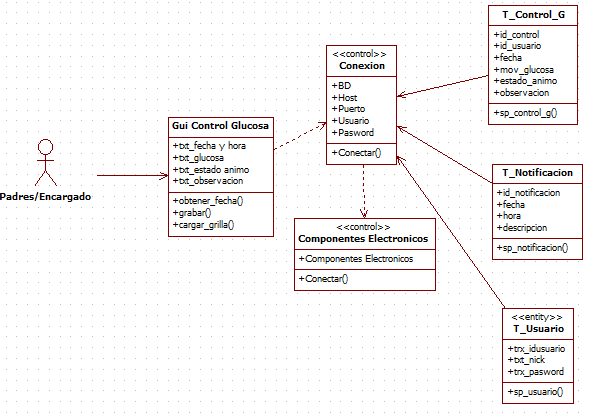 Padres/Encargado
Gui Control Glucosa
+txt_fecha y hora
+txt_glucosa
+txt_estado animo
+txt_observacion
+obtener_fecha()
+grabar()
+cargar_grilla()
<<control>>
Conexion
+BD
+Host
+Puerto
+Usuario
+Pasword
+Conectar()
<<control>>
Componentes Electronicos
+Componentes Electronicos
+Conectar()
T_Control_G
+id_control
+id_usuario
+fecha
+mov_glucosa
+estado_animo
+observacion
+sp_control_g()
T_Notificacion
+id_notificacion
+fecha
+hora
+descripcion
+sp_notificacion()
<<entity>>
T_Usuario
+trx_idusuario
+txt_nick
+trx_pasword
+sp_usuario()